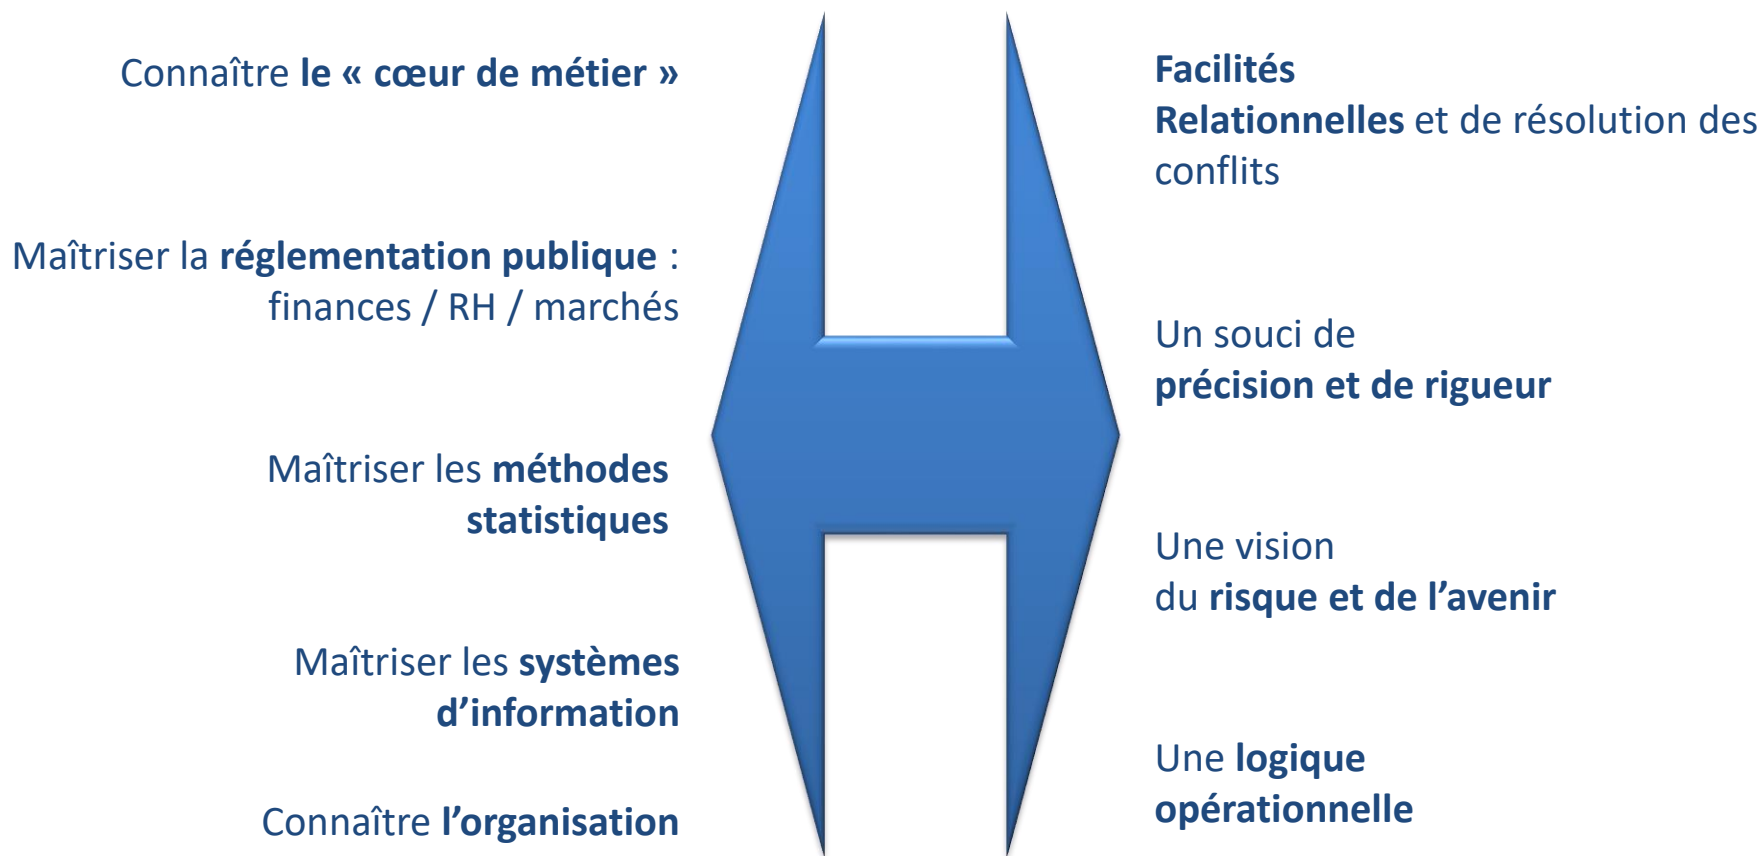 Connaître le « cœur de métier »
Maîtriser la réglementation publique :
finances / RH / marchés
Maîtriser les méthodes
statistiques
Maîtriser les systèmes
d’information
Connaître l’organisation
Facilités
Relationnelles et de résolution des
conflits
Un souci de
précision et de rigueur
Une vision
du risque et de l’avenir
Une logique
opérationnelle